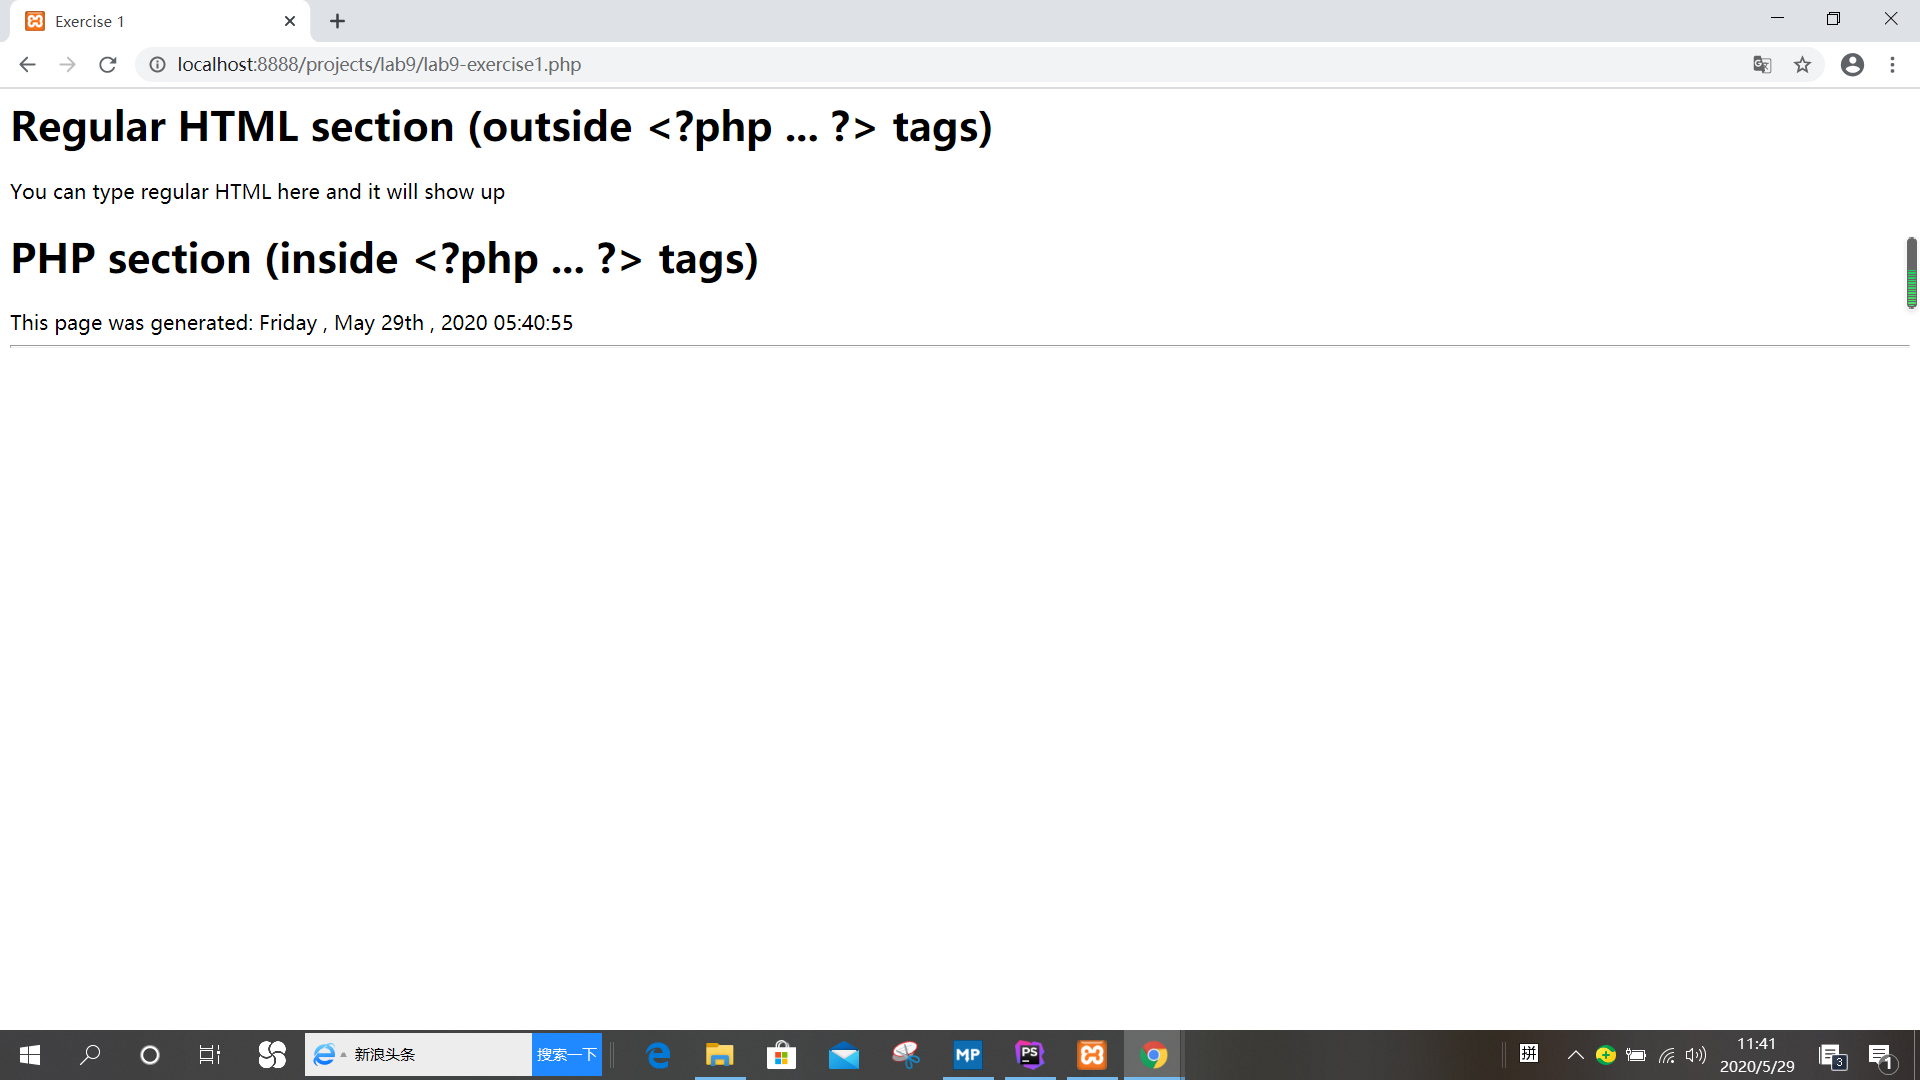 Exercise 1
localhost:8888/projects/lab9/lab9-exercise1.php
Regular HTML section (outside <?php ... ?> tags)
You can type regular HTML here and it will show up
PHP section (inside <?php ... ?> tags)
This page was generated: Friday , May 29th , 2020 05:40:55
新浪头条
搜索一下
MP
PS
拼
11:41
2020/5/29
3
1